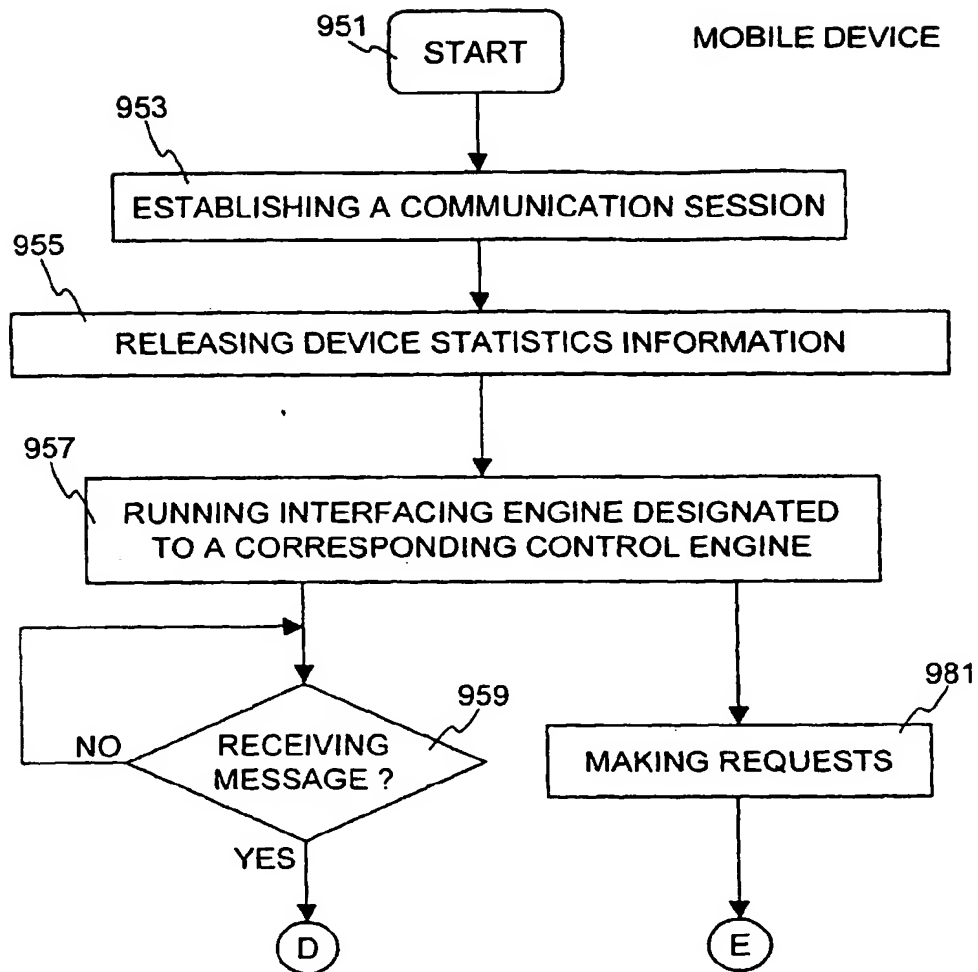 951
START
MOBILE DEVICE
953
ESTABLISHING A COMMUNICATION SESSION
955
RELEASING DEVICE STATISTICS INFORMATION
957
RUNNING INTERFACING ENGINE DESIGNATED
TO A CORRESPONDING CONTROL ENGINE
959
RECEIVING
MESSAGE ?
NO
YES
981
MAKING REQUESTS
D
E